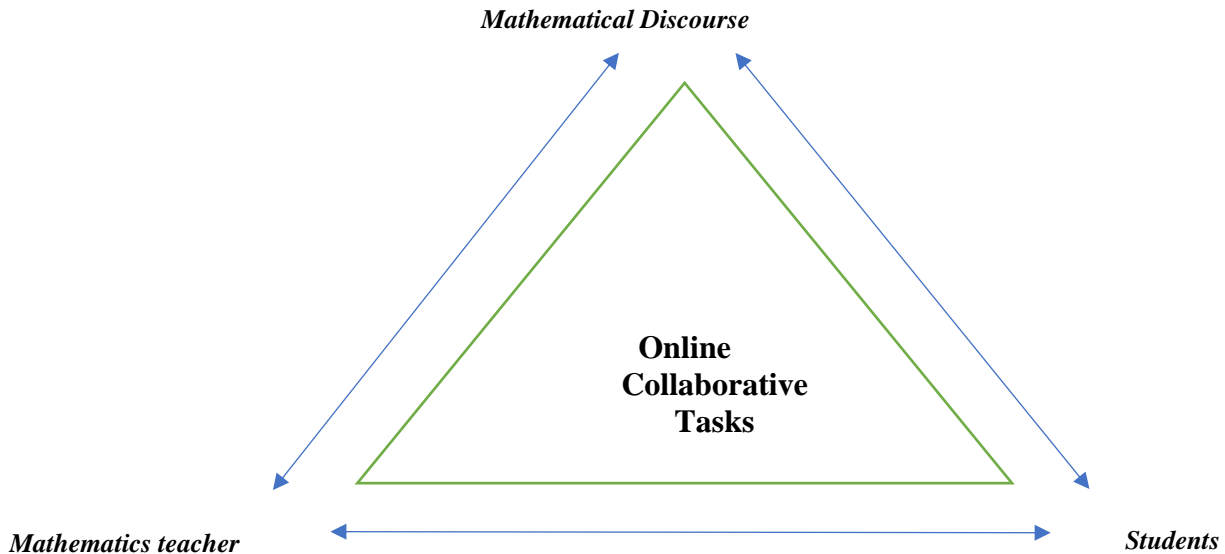 Mathematical Discourse
Online
Collaborative
Tasks
Mathematics teacher
Students